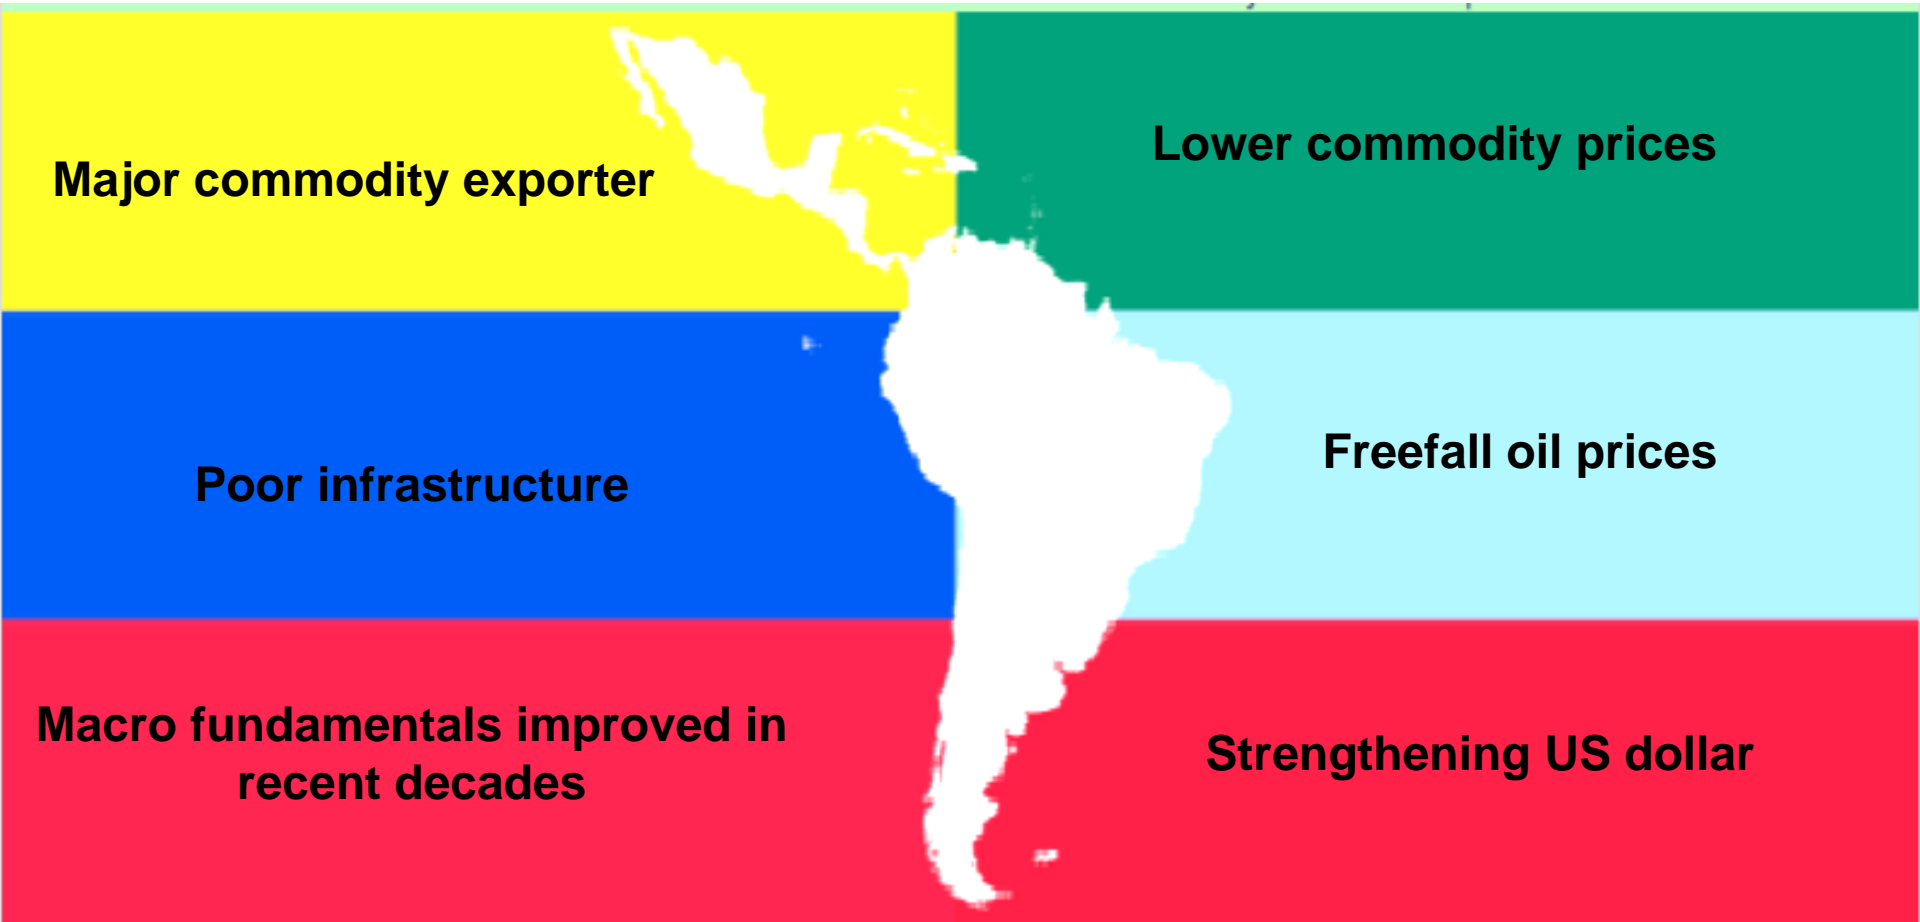 Major commodity exporter
Lower commodity prices
Poor infrastructure
Freefall oil prices
Macro fundamentals improved in
recent decades
Strengthening US dollar